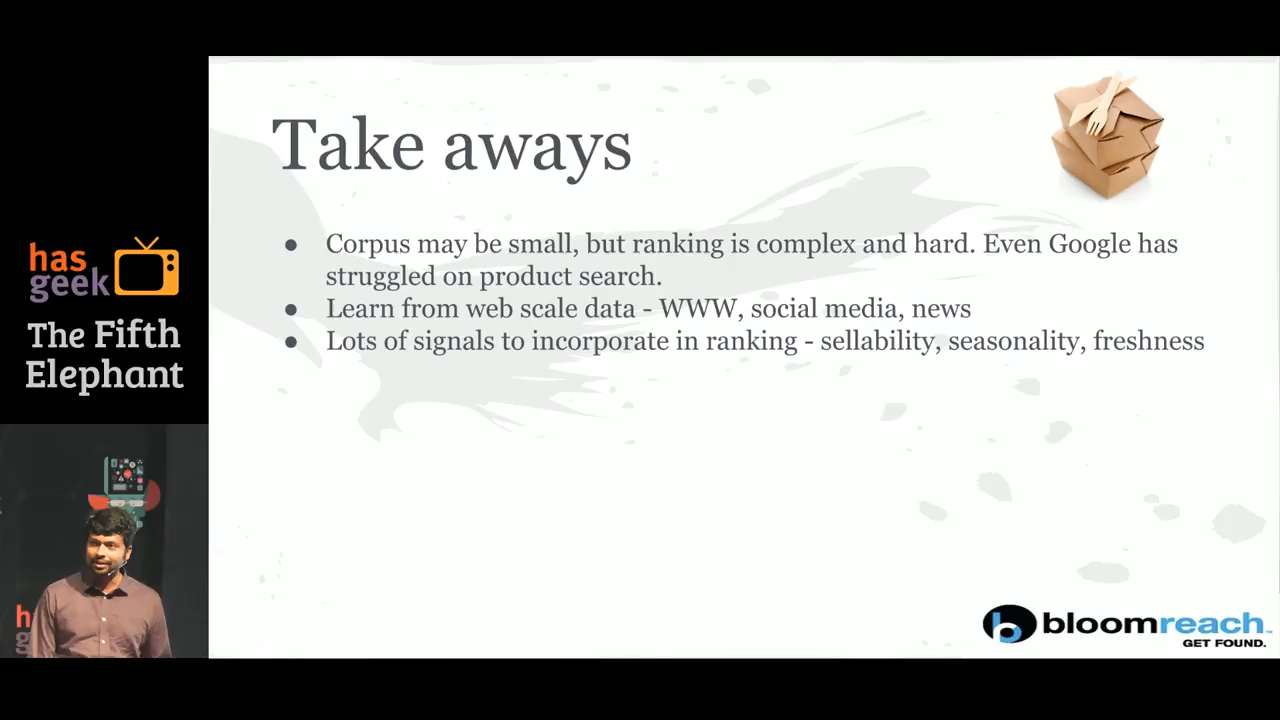 Take aways
● Corpus may be small, but ranking is complex and hard. Even Google has
struggled on product search.
● Learn from web scale data - WWW, social media, news
● Lots of signals to incorporate in ranking - sellability, seasonality, freshness
has
geek
The Fifth
Elephant
h
g
bloomreach
GET FOUND.